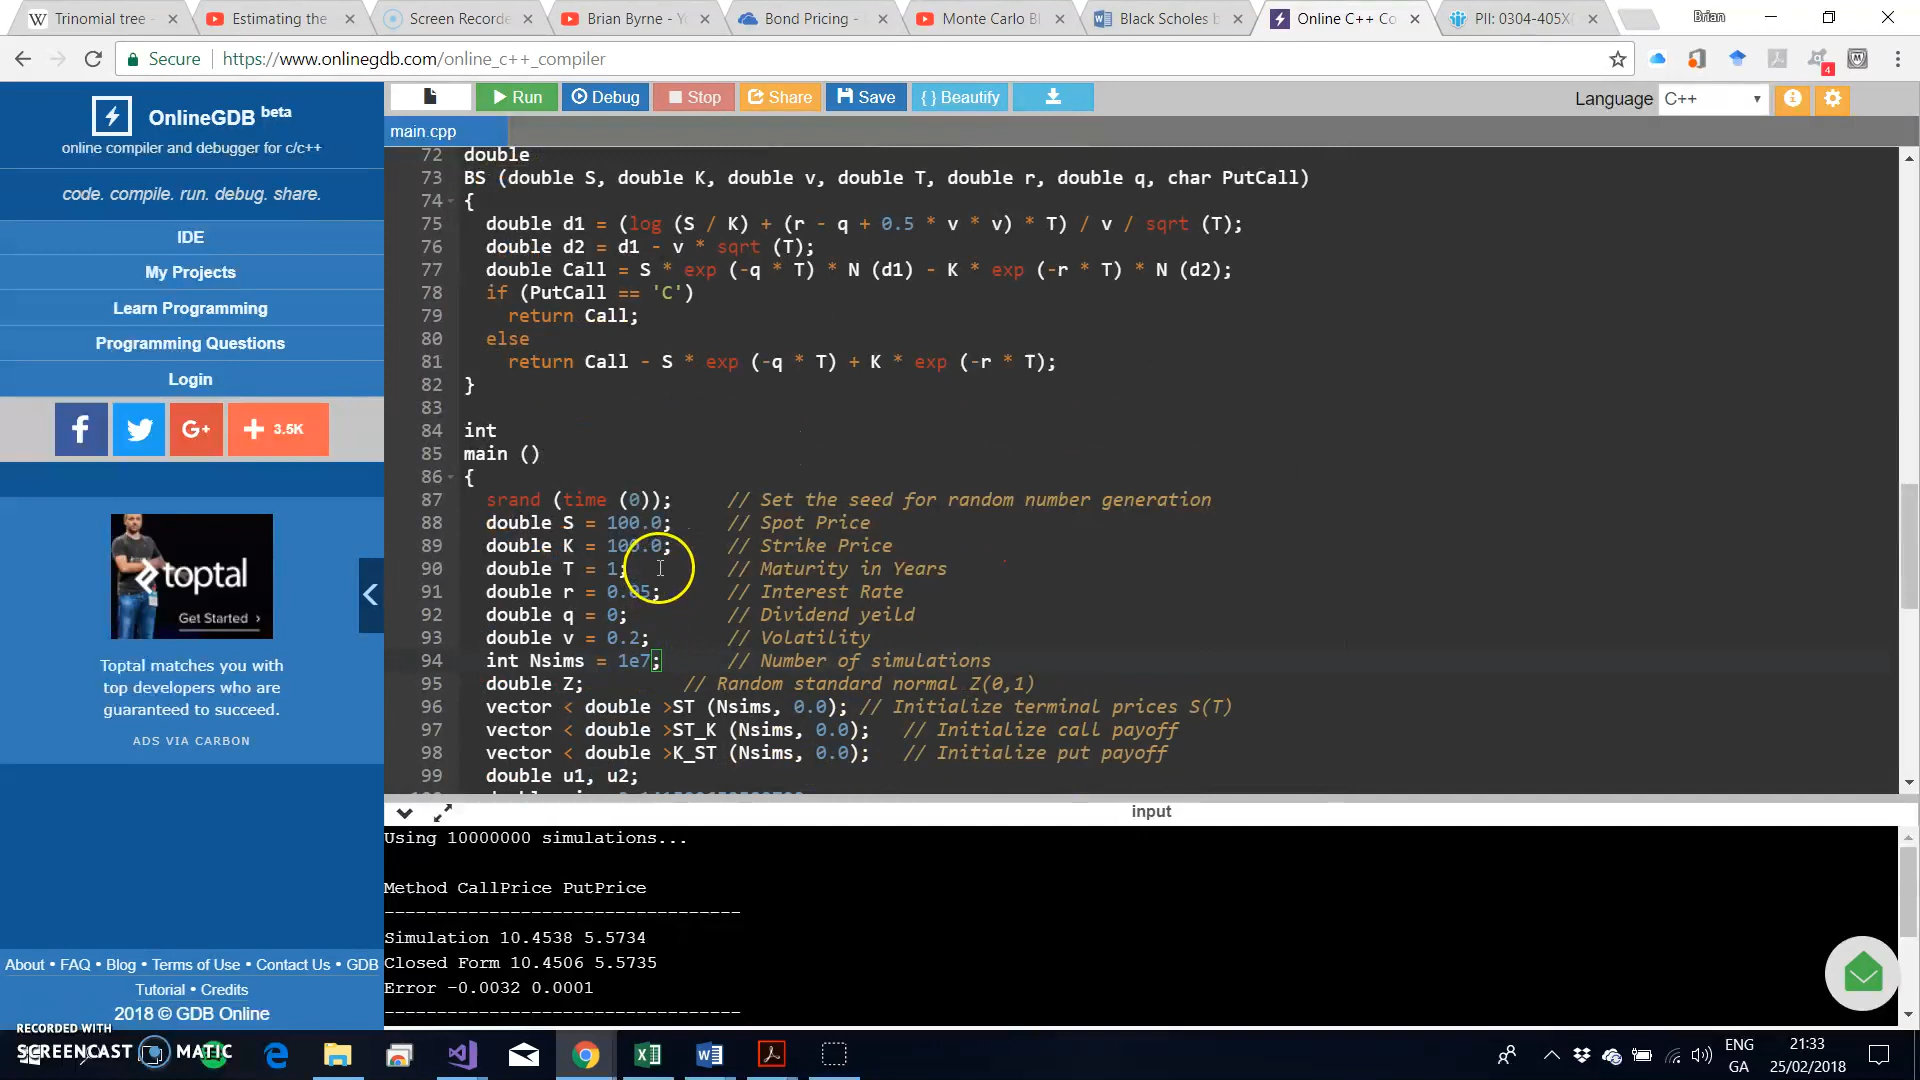 Trinomial tree -
Estimating the
Screen Recorde
Brian Byrne - Yo
Bond Pricing -
Monte Carlo Bl
Black Scholes b
Online C++ Co
PII: 0304-405X(
Brian
Secure
https://www.onlinegdb.com/online_c++_compiler
4
OnlineGDB beta
online compiler and debugger for c/c++
code. compile. run. debug. share.
IDE
My Projects
Learn Programming
Programming Questions
Login
3.5K
toptal
Get Started
Toptal matches you with
top developers who are
guaranteed to succeed.
ADS VIA CARBON
About • FAQ • Blog • Terms of Use • Contact Us • GDB
Tutorial • Credits
2018 © GDB Online
Run
Debug
Stop
Share
Save
{ } Beautify
Language
C++
main.cpp
72 double
73 BS (double S, double K, double v, double T, double r, double q, char PutCall)
74 {
75 double d1 = (log (S / K) + (r - q + 0.5 * v * v) * T) / v / sqrt (T);
76 double d2 = d1 - v * sqrt (T);
77 double Call = S * exp (-q * T) * N (d1) - K * exp (-r * T) * N (d2);
78 if (PutCall == 'C')
79 return Call;
80 else
81 return Call - S * exp (-q * T) + K * exp (-r * T);
82 }
83
84 int
85 main ()
86 {
87 srand (time (0)); // Set the seed for random number generation
88 double S = 100.0; // Spot Price
89 double K = 100.0; // Strike Price
90 double T = 1; // Maturity in Years
91 double r = 0.05; // Interest Rate
92 double q = 0; // Dividend yeild
93 double v = 0.2; // Volatility
94 int Nsims = 1e7; // Number of simulations
95 double Z; // Random standard normal Z(0,1)
96 vector < double >ST (Nsims, 0.0); // Initialize terminal prices S(T)
97 vector < double >ST_K (Nsims, 0.0); // Initialize call payoff
98 vector < double >K_ST (Nsims, 0.0); // Initialize put payoff
99 double u1, u2;
input
Using 10000000 simulations...
Method CallPrice PutPrice
---------------------------------
Simulation 10.4538 5.5734
Closed Form 10.4506 5.5735
Error -0.0032 0.0001
---------------------------------
RECORDED WITH
SCREENCAST MATIC
ENG
GA
21:33
25/02/2018